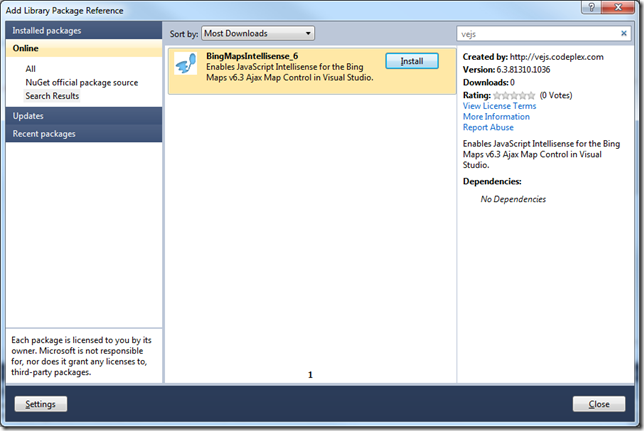 Add Library Package Reference
Installed packages
Online
All
NuGet official package source
Search Results
Updates
Recent packages
Each package is licensed to you by its
owner. Microsoft is not responsible
for, nor does it grant any licenses to,
third-party packages.
Sort by: Most Downloads
BingMapsIntellisense_6
Enables JavaScript Intellisense for the Bing
Maps v6.3 Ajax Map Control in Visual
Studio.
Install
1
vejs
Created by: http://vejs.codeplex.com
Version: 6.3.81310.1036
Downloads: 0
Rating: (0 Votes)
View License Terms
More Information
Report Abuse
Enables JavaScript Intellisense for the Bing
Maps v6.3 Ajax Map Control in Visual
Studio.
Dependencies:
No Dependencies
Settings
Close